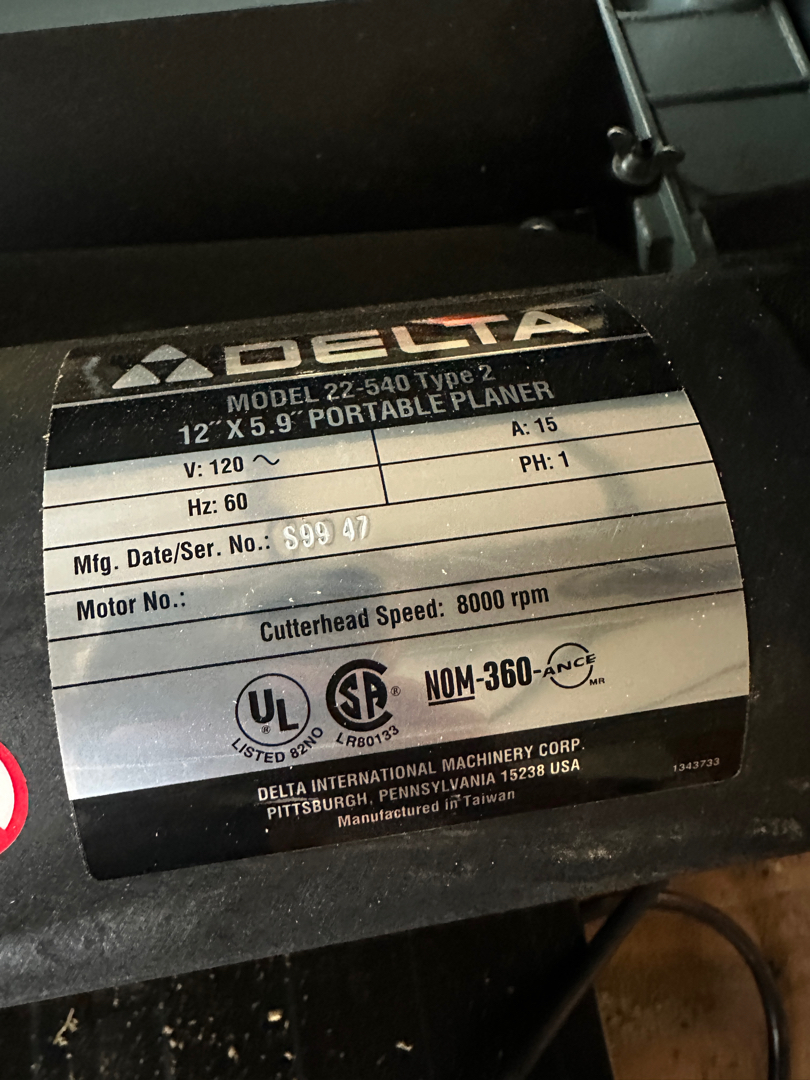 DELTA
MODEL 22-540 Type 2
12" X 5.9" PORTABLE PLANER
V: 120 ~ A: 15
Hz: 60 PH: 1
Mfg. Date/Ser. No.: S99 47
Motor No.:
Cutterhead Speed: 8000 rpm
UL ® LISTED 82NO
SA ® LR80133
NOM-360-ANCE MR
DELTA INTERNATIONAL MACHINERY CORP.
PITTSBURGH, PENNSYLVANIA 15238 USA
Manufactured in Taiwan
1343733